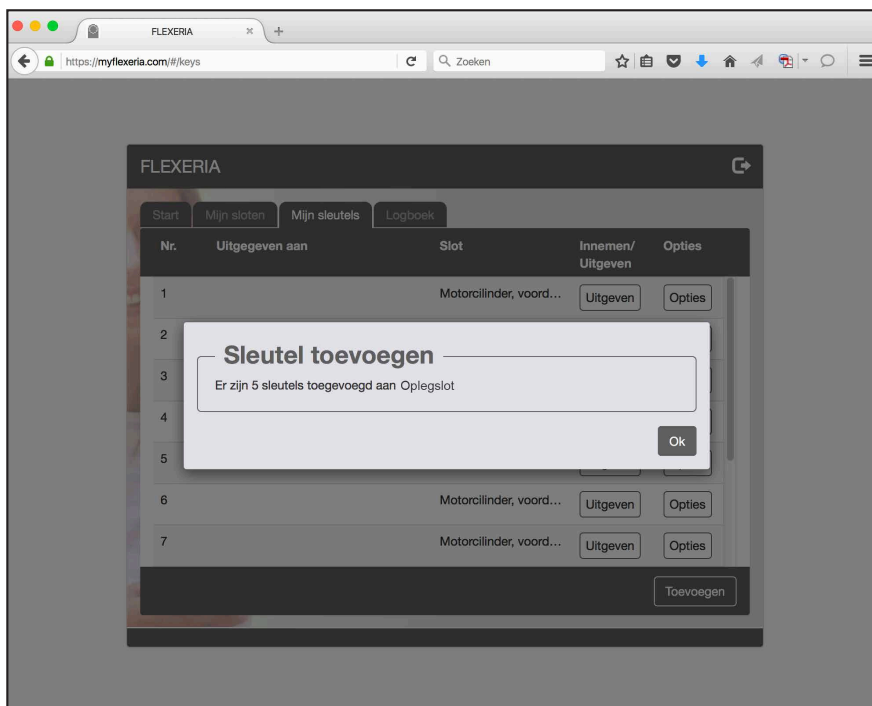 FLEXERIA
https://myflexeria.com/#/keys
Zoeken
FLEXERIA
Start Mijn sloten Mijn sleutels Logboek
Nr. Uitgegeven aan Slot Innemen/ Opties
Uitgeven
1 Motorcilinder, voord... Uitgeven Opties
2
Sleutel toevoegen
3
Er zijn 5 sleutels toegevoegd aan Oplegslot
4
Ok
5
6 Motorcilinder, voord... Uitgeven Opties
7 Motorcilinder, voord... Uitgeven Opties
Toevoegen